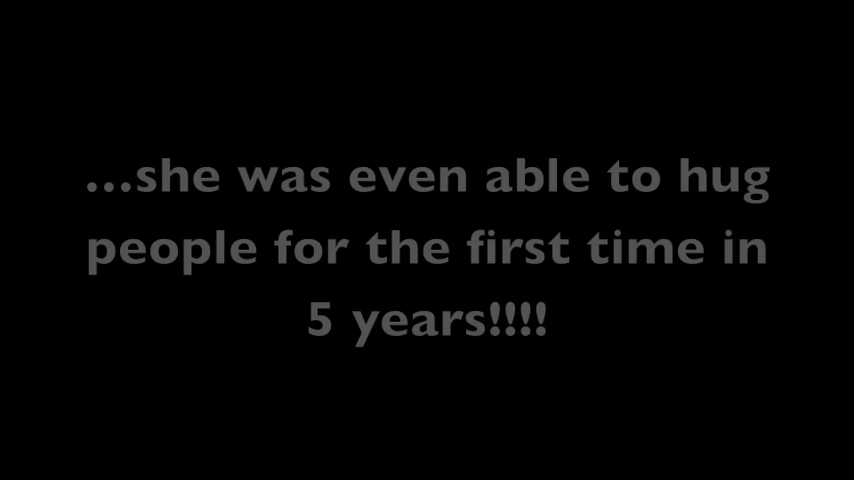 ...she was even able to hug
people for the first time in
5 years!!!!